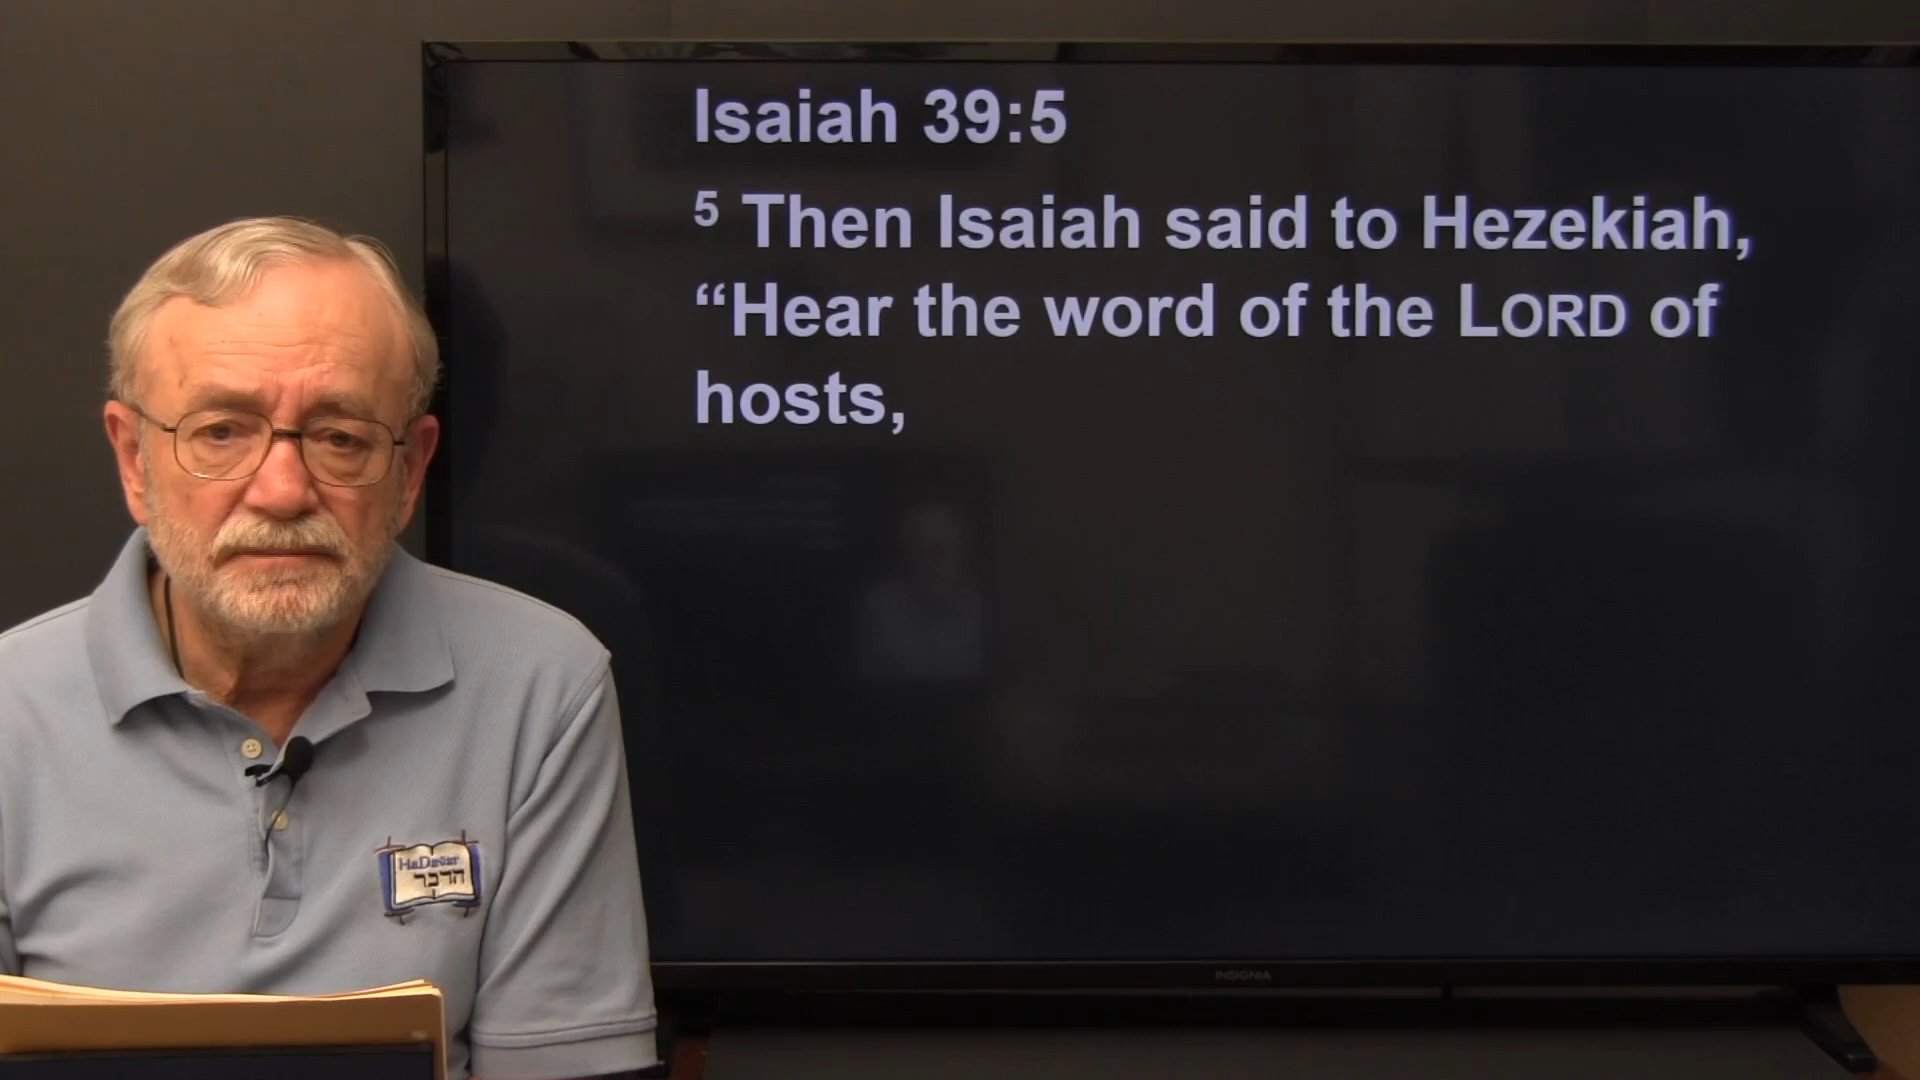 Isaiah 39:5
5 Then Isaiah said to Hezekiah,
“Hear the word of the LORD of
hosts,
HaDavar
הדבר
INSIGNIA